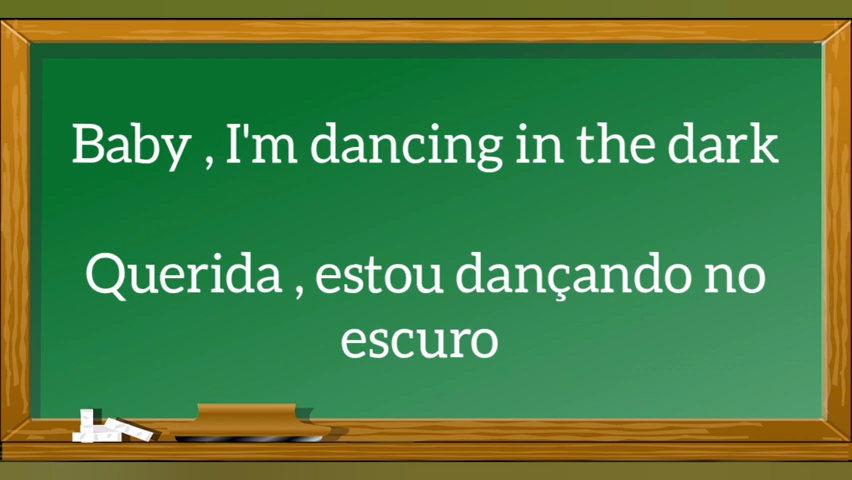 Baby , I'm dancing in the dark
Querida , estou dançando no
escuro